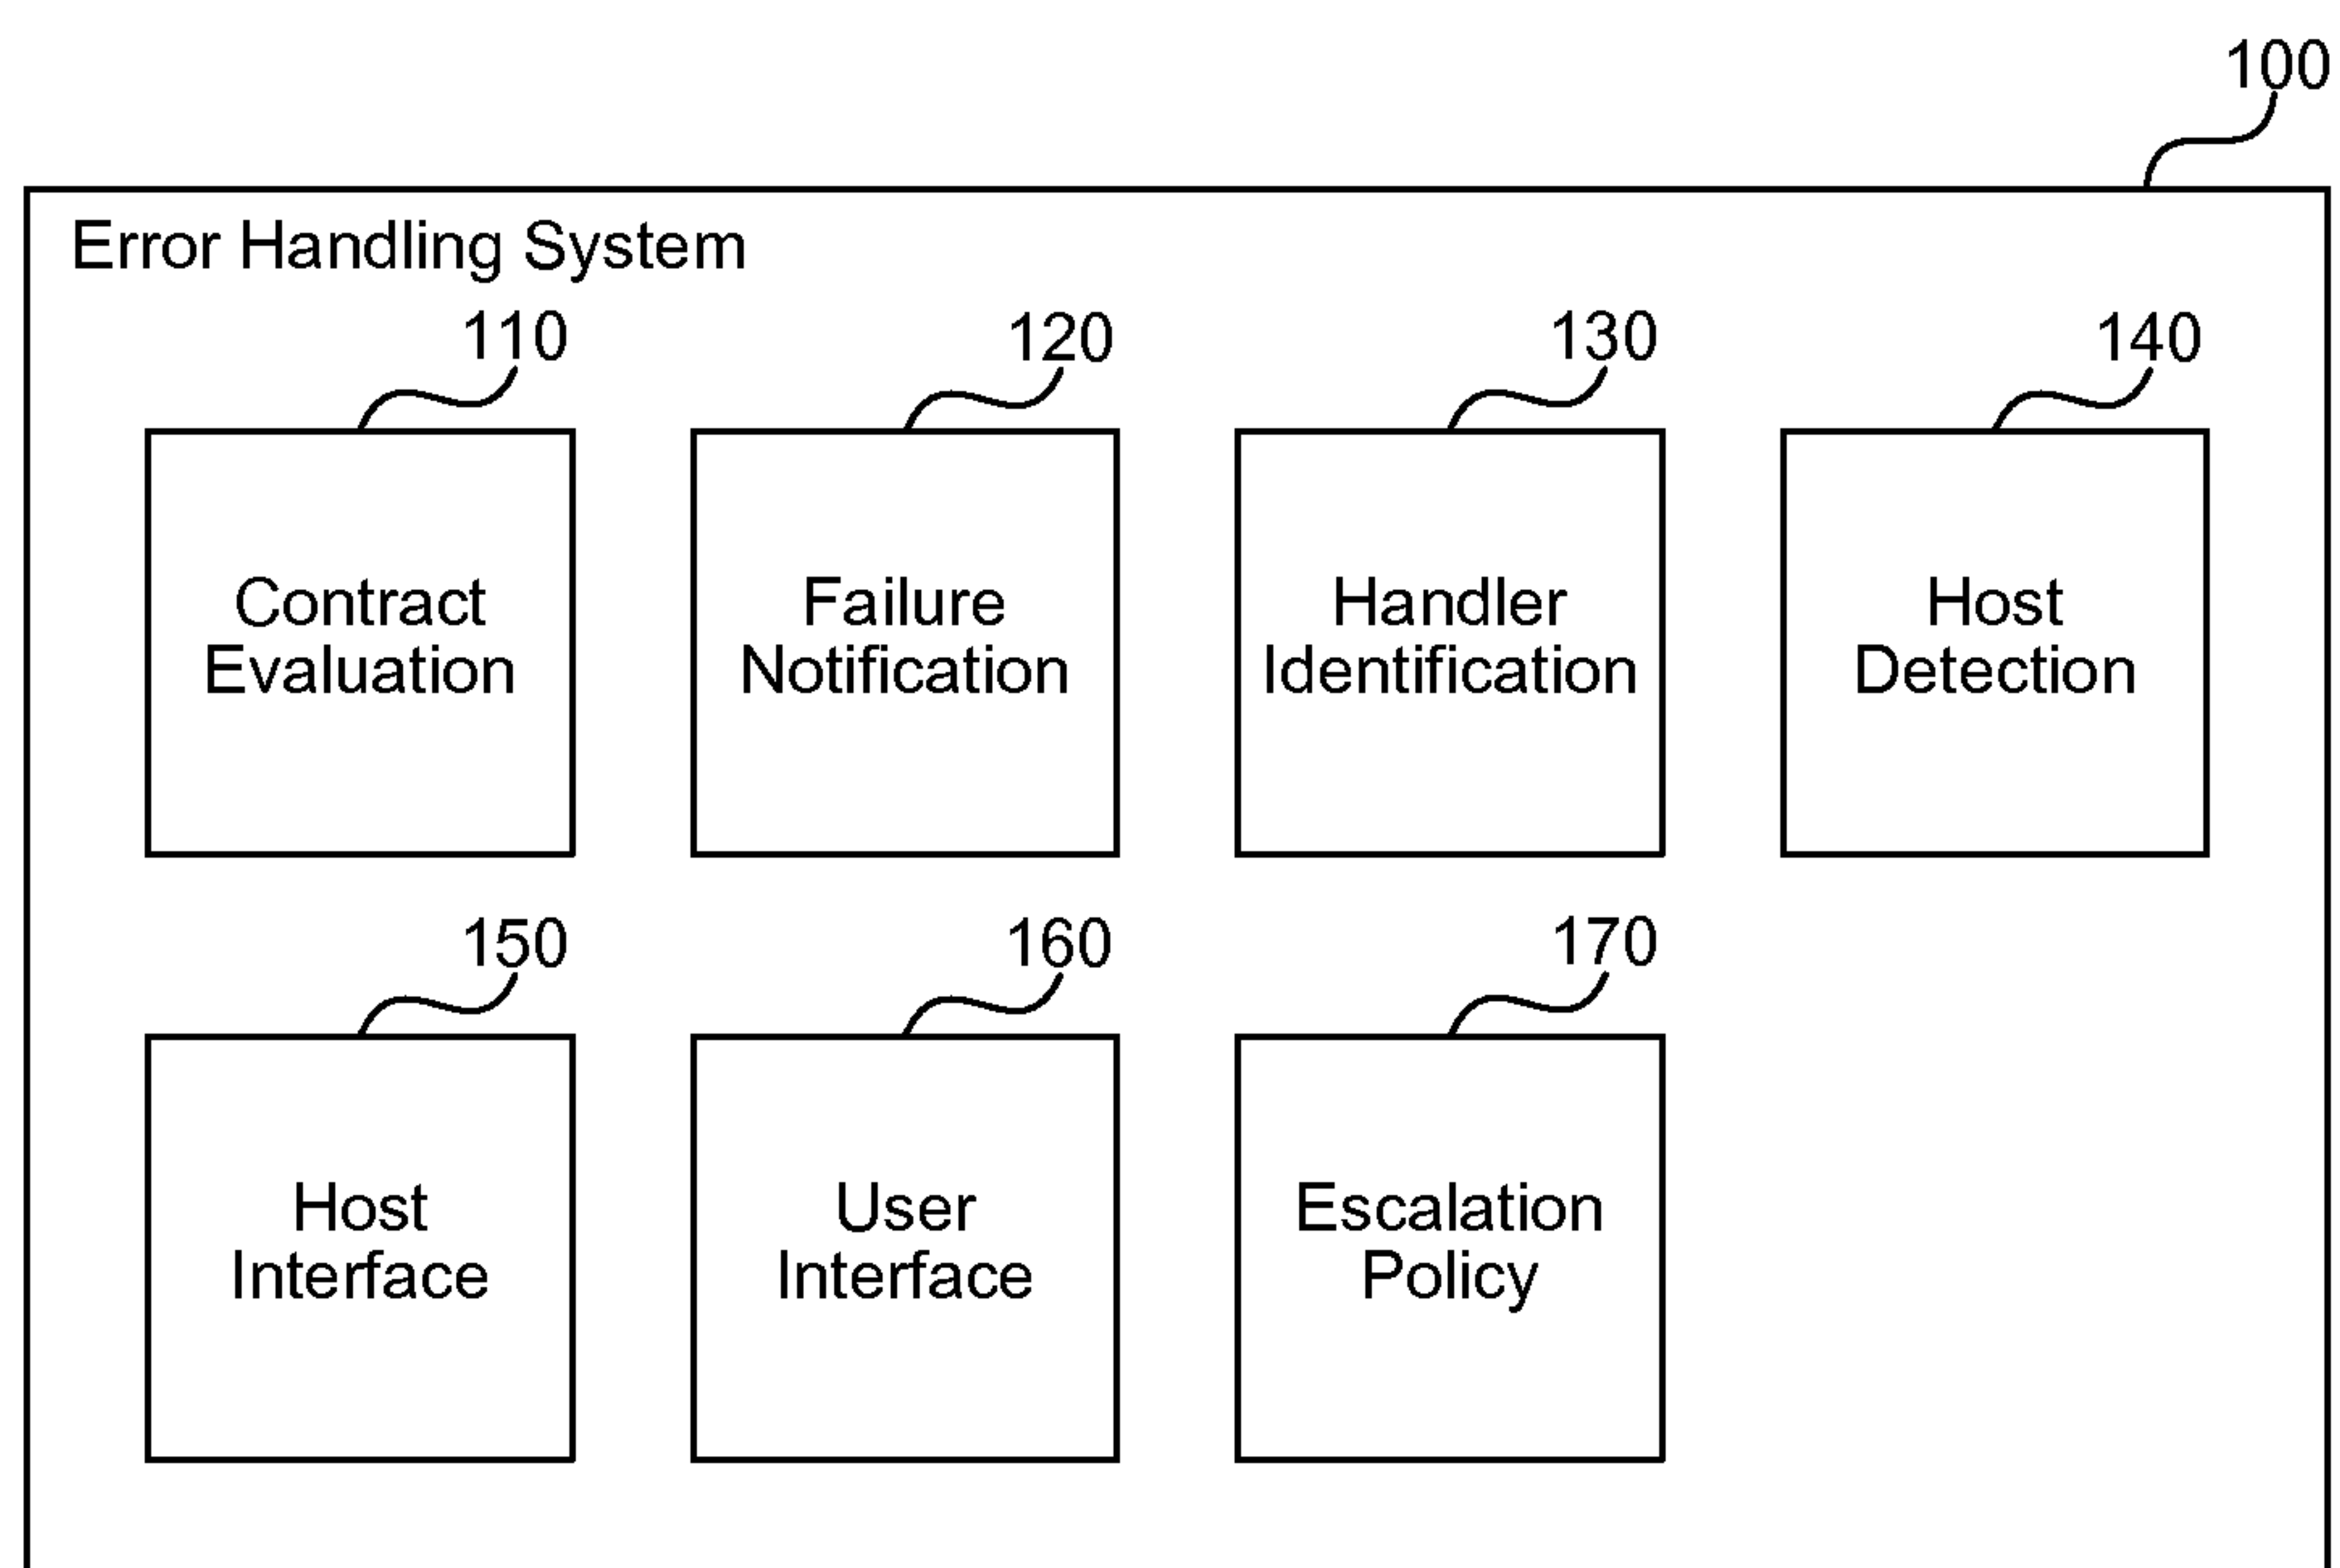 100
Error Handling System
110
120
130
140
Contract
Evaluation
Failure
Notification
Handler
Identification
Host
Detection
150
160
170
Host
Interface
User
Interface
Escalation
Policy